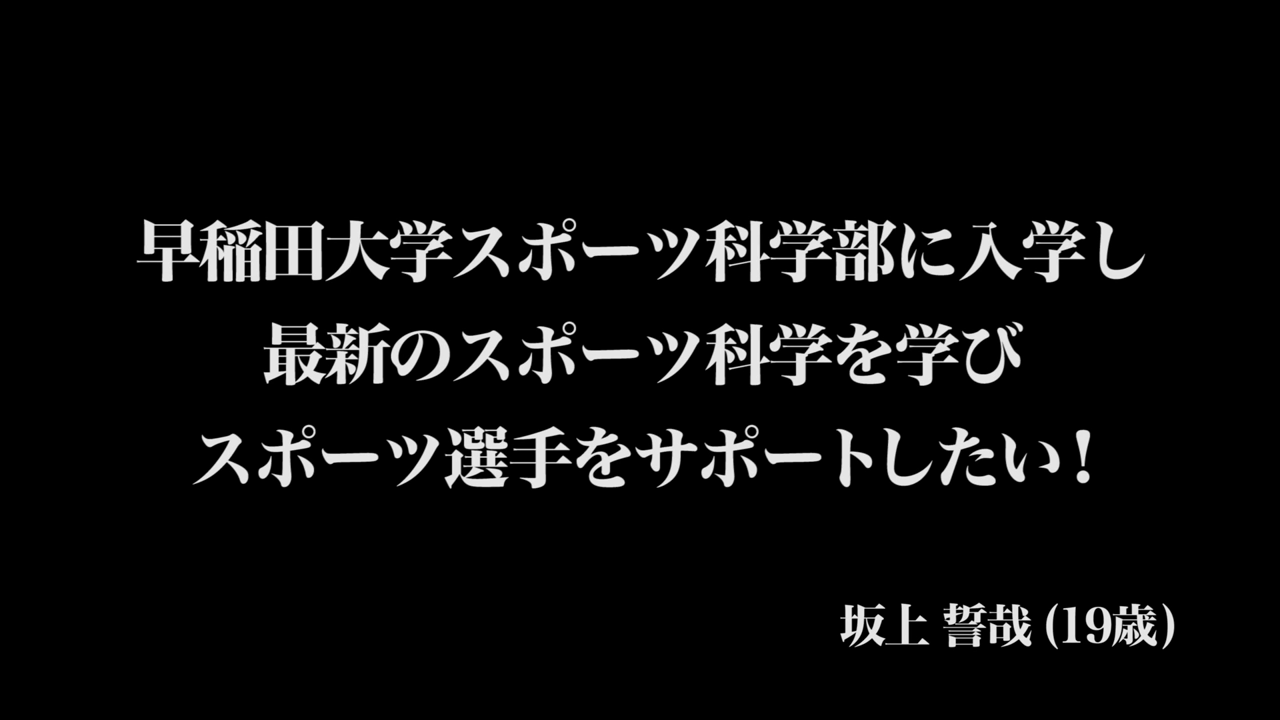 早稲田大学スポーツ科学部に入学し
最新のスポーツ科学を学び
スポーツ選手をサポートしたい！
坂上 誓哉 (19歳)